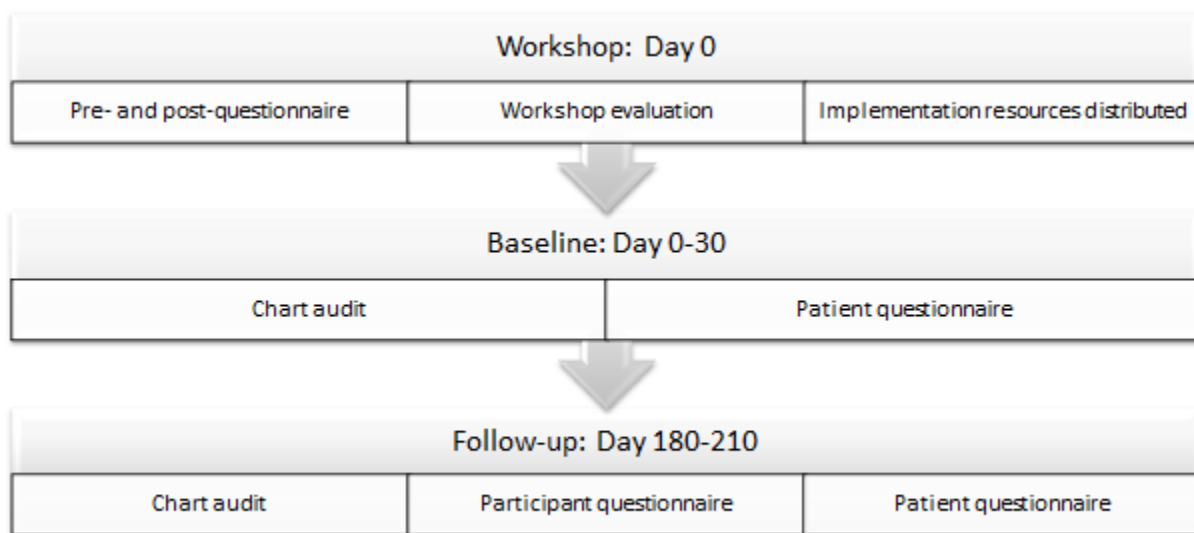 Workshop: Day 0
Pre- and post-questionnaire
Workshop evaluation
Implementation resources distributed
Baseline: Day 0-30
Chart audit
Patient questionnaire
Follow-up: Day 180-210
Chart audit
Participant questionnaire
Patient questionnaire